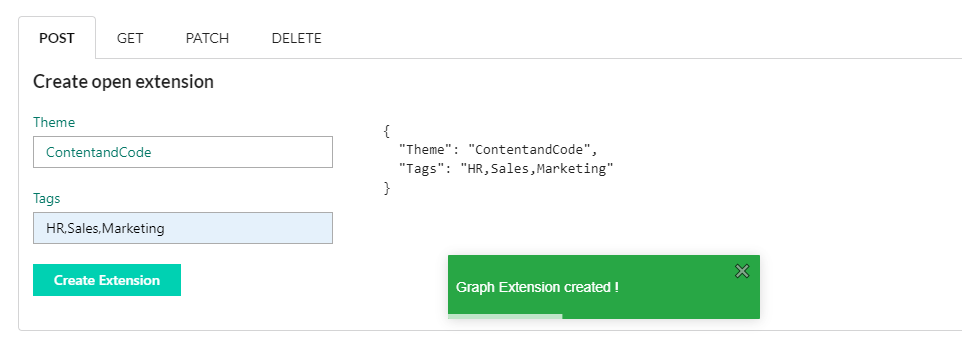 POST GET PATCH DELETE
Create open extension
Theme
ContentandCode
Tags
HR,Sales,Marketing
Create Extension
{
"Theme": "ContentandCode",
"Tags": "HR,Sales,Marketing"
}
Graph Extension created !